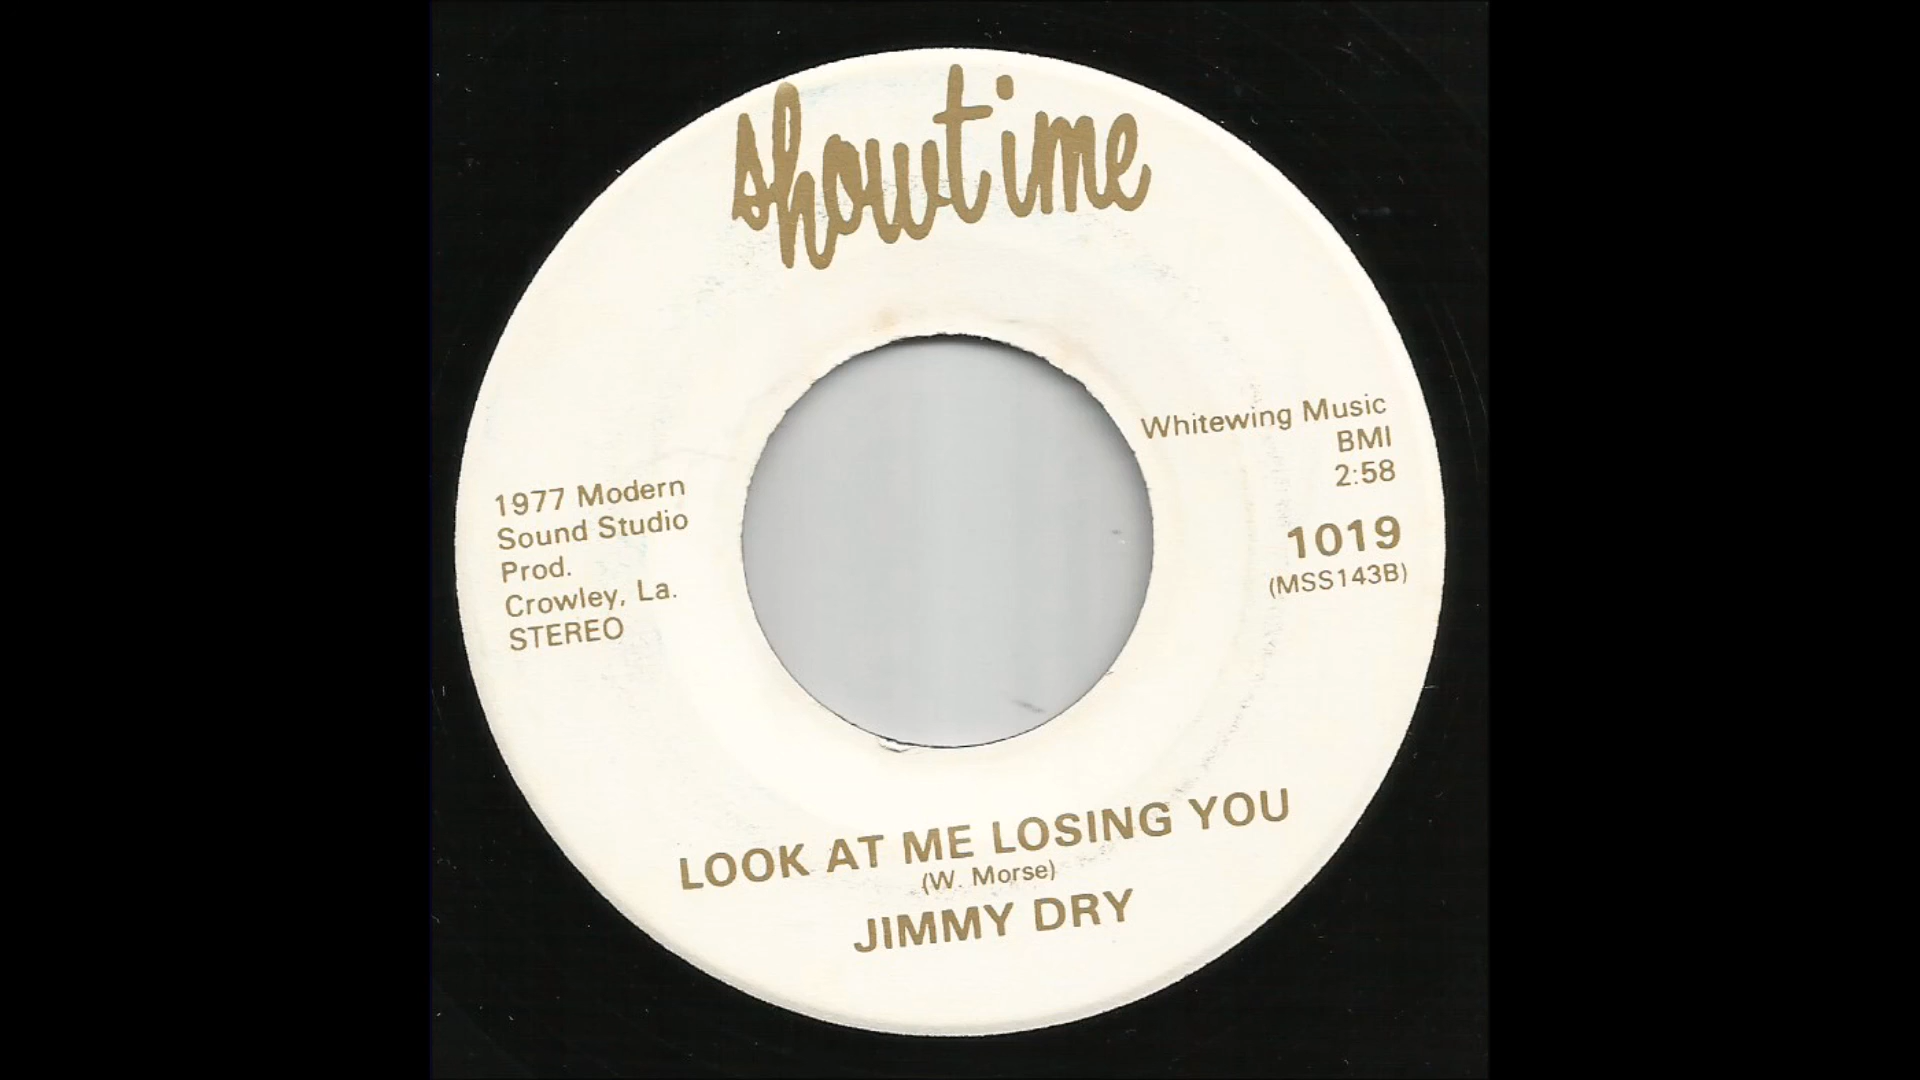 showtime
Whitewing Music
BMI
2:58
1019
(MSS143B)
1977 Modern
Sound Studio
Prod.
Crowley, La.
STEREO
LOOK AT ME LOSING YOU
(W. Morse)
JIMMY DRY